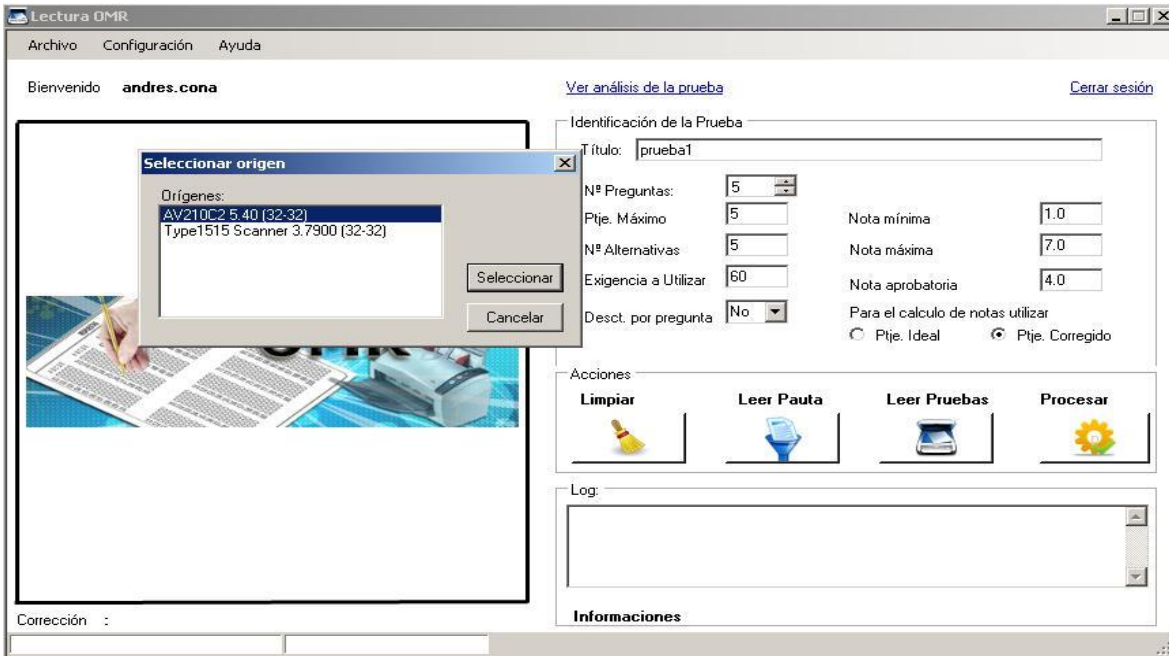 Lectura OMR
Archivo Configuración Ayuda
Bienvenido andres.cona
Ver análisis de la prueba
Cerrar sesión
Seleccionar origen
Orígenes:
AV210C2 5.40 (32-32)
Type1515 Scanner 3.7900 (32-32)
Seleccionar
Cancelar
OMR
Corrección :
Identificación de la Prueba
Título: prueba1
Nº Preguntas: 5
Ptje. Máximo 5 Nota mínima 1.0
Nº Alternativas 5 Nota máxima 7.0
Exigencia a Utilizar 60 Nota aprobatoria 4.0
Desct. por pregunta No Para el calculo de notas utilizar
Ptje. Ideal Ptje. Corregido
Acciones
Limpiar Leer Pauta Leer Pruebas Procesar
Log:
Informaciones